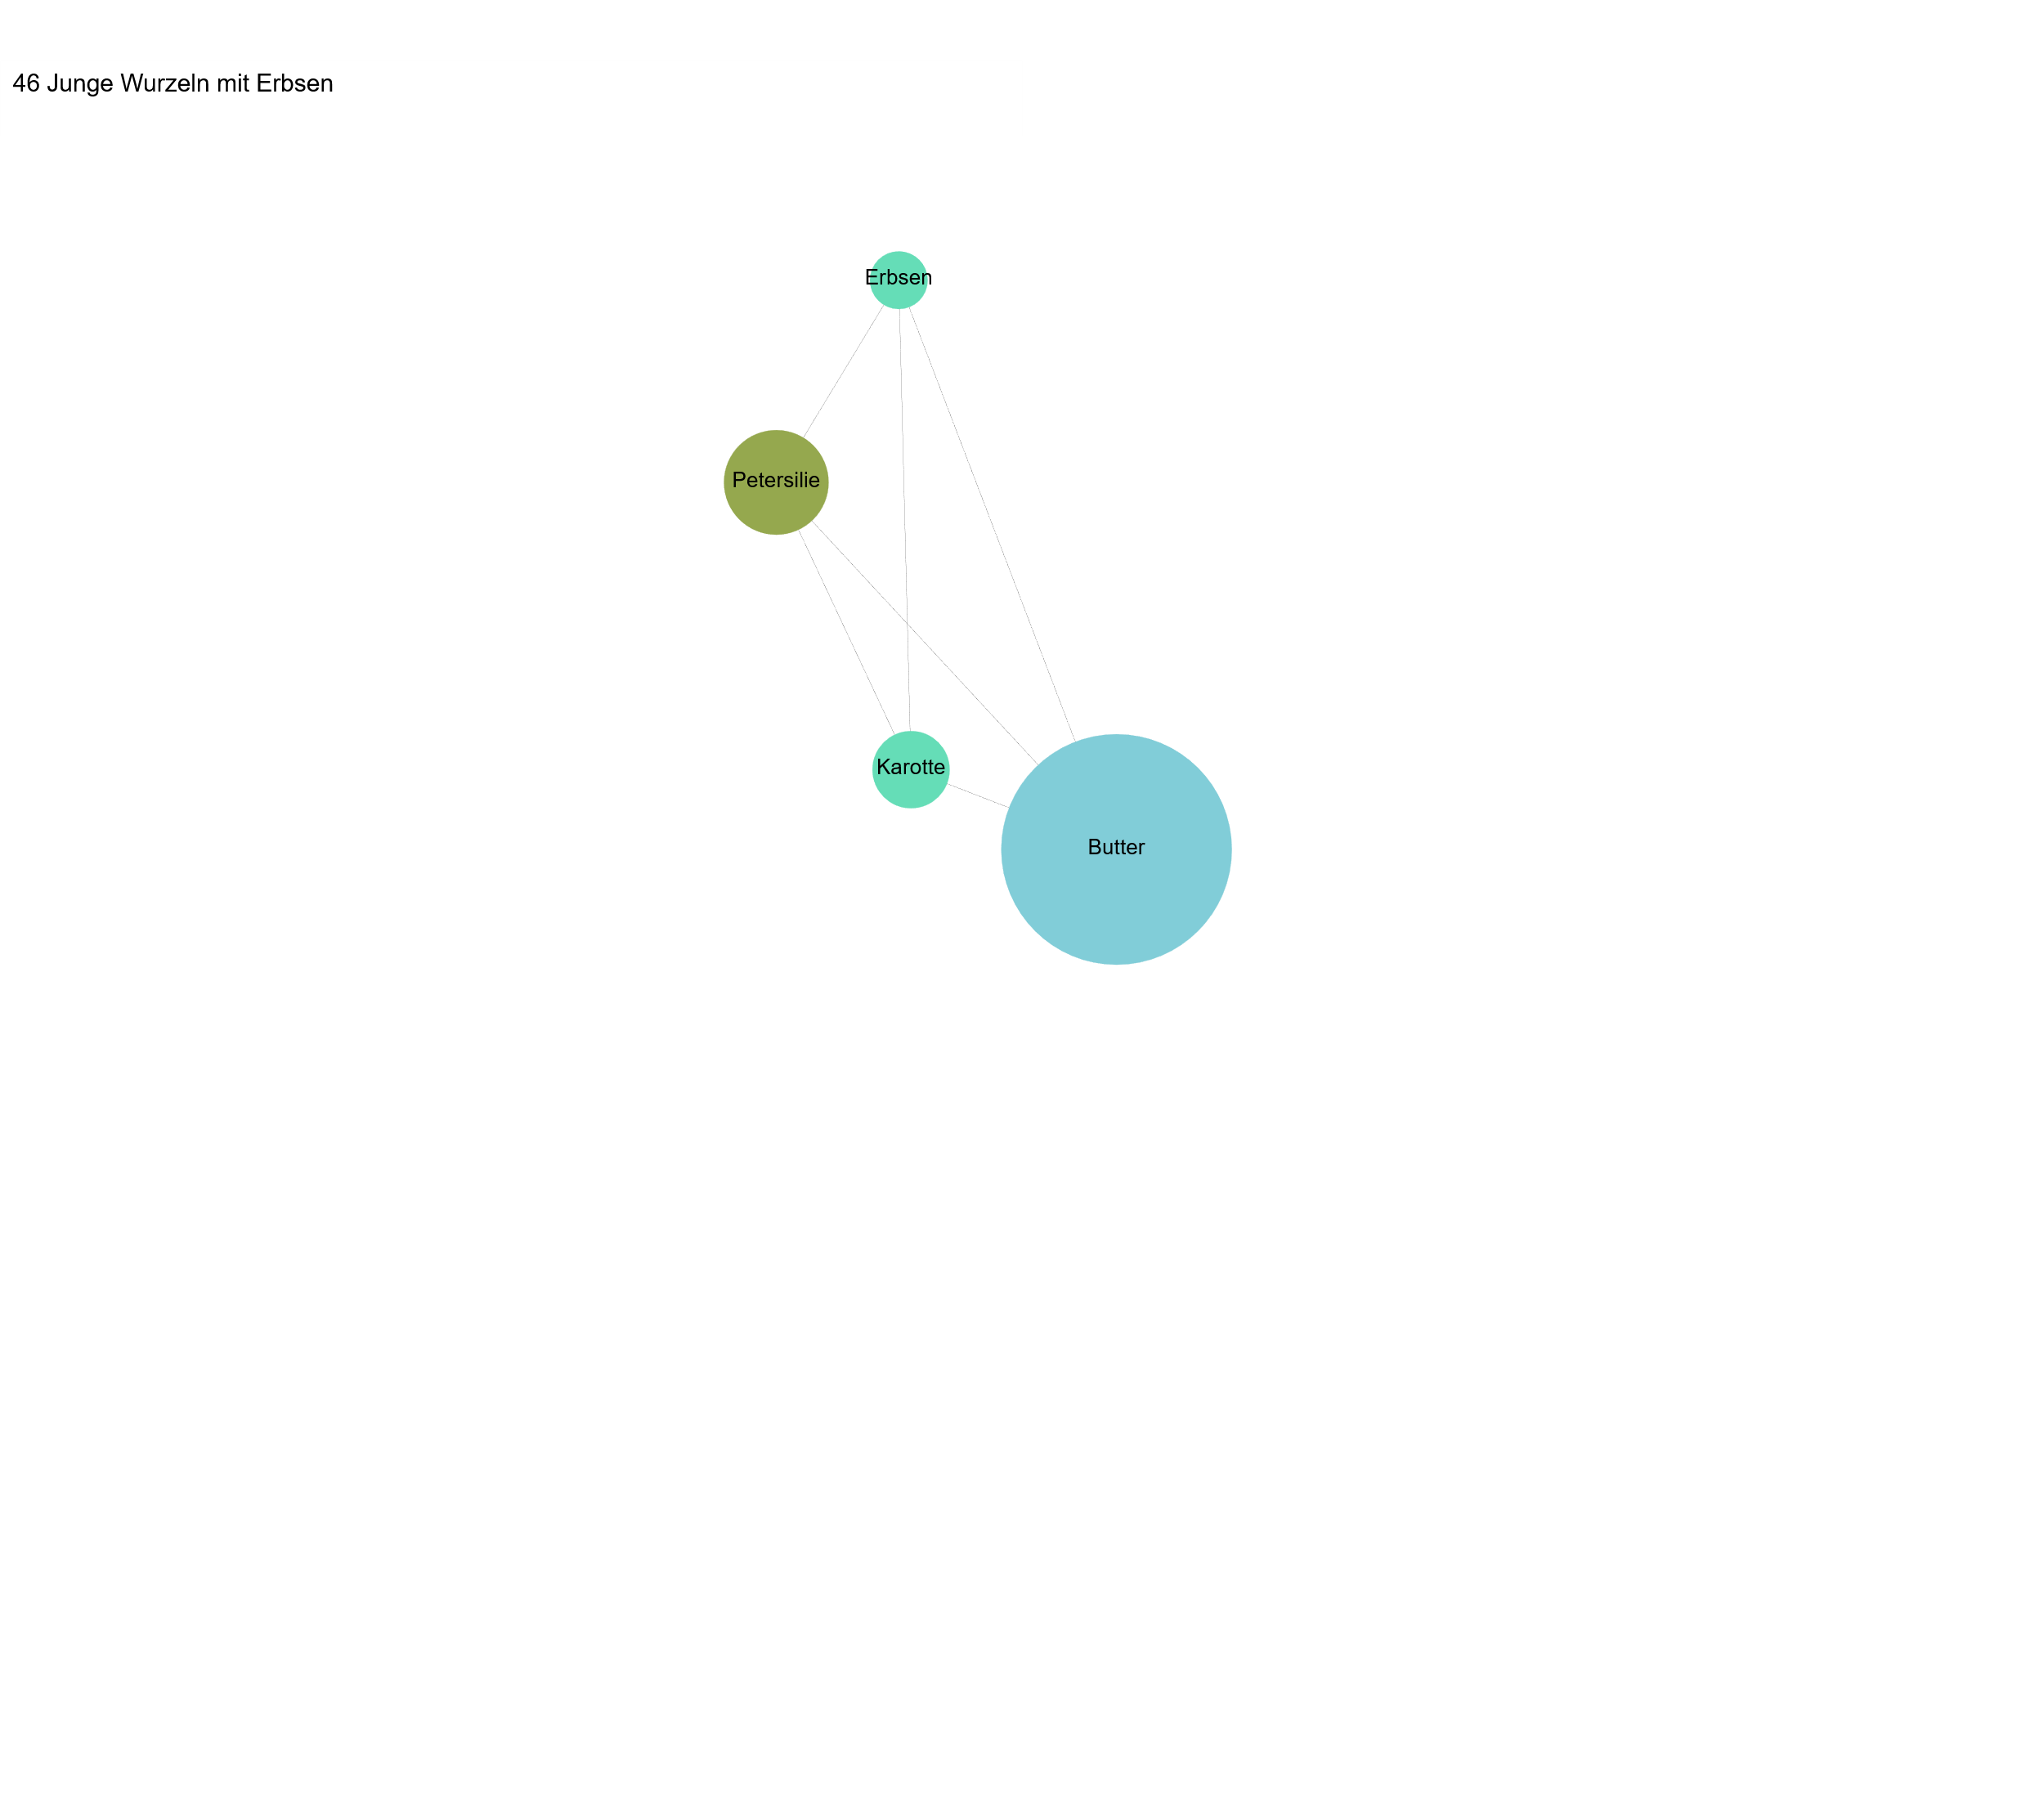 46 Junge Wurzeln mit Erbsen
Erbsen
Petersilie
Karotte
Butter